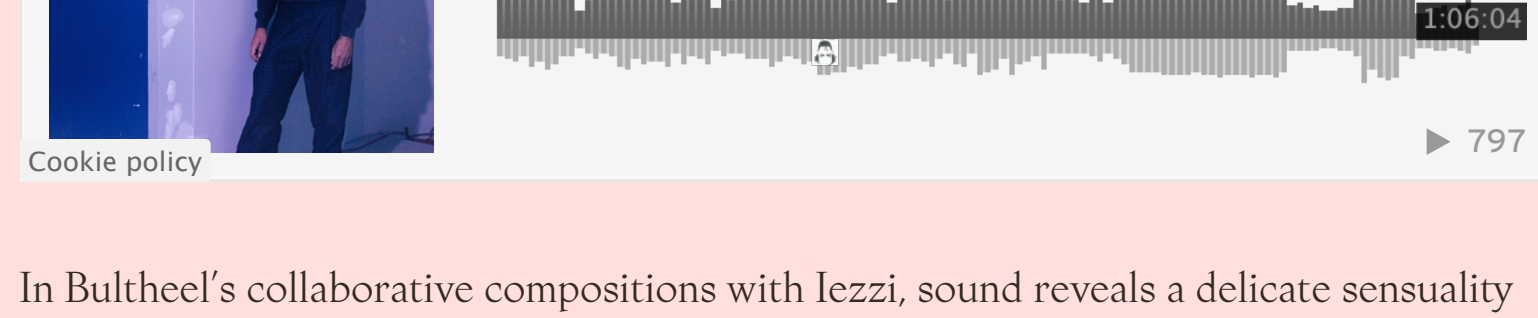 1:06:04
797
Cookie policy
In Bultheel's collaborative compositions with Iezzi, sound reveals a delicate sensuality